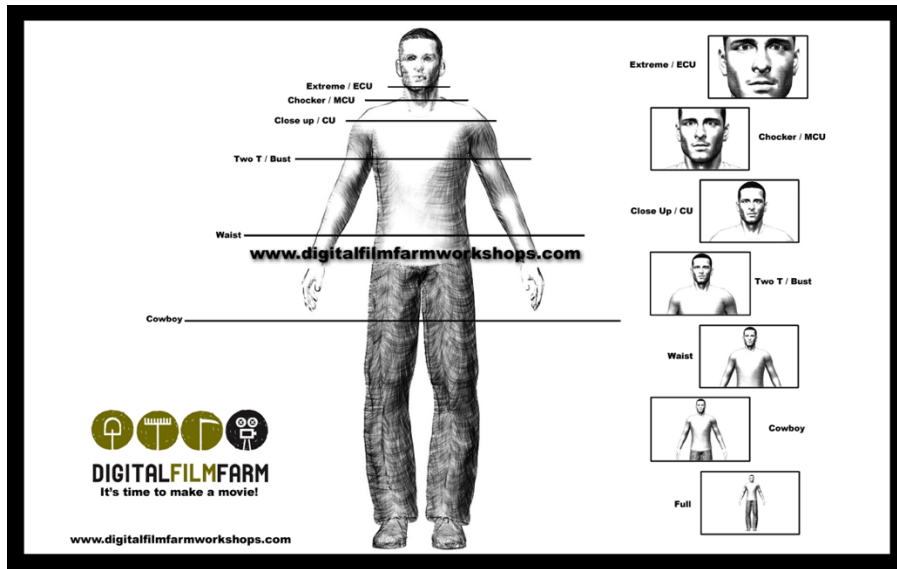 Extreme / ECU
Chocker / MCU
Close up / CU
Two T / Bust
Waist
www.digitalfilmfarmworkshops.com
Cowboy
DIGITALFILMFARM
It's time to make a movie!
www.digitalfilmfarmworkshops.com
Extreme / ECU
Chocker / MCU
Close Up / CU
Two T / Bust
Waist
Cowboy
Full